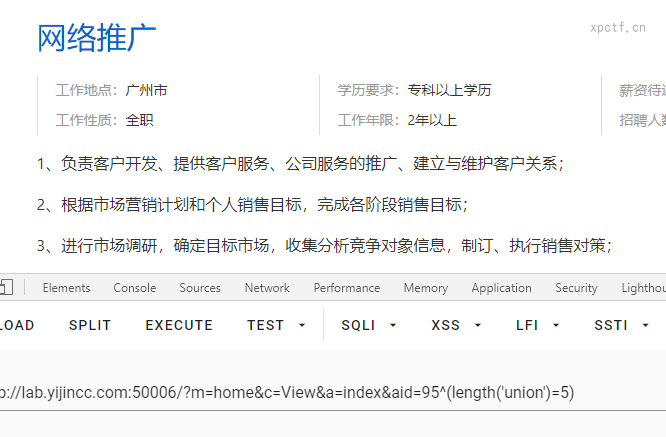 网络推广
xpctf.cn
工作地点：广州市 学历要求：专科以上学历 薪资待
工作性质：全职 工作年限：2年以上 招聘人数
1、负责客户开发、提供客户服务、公司服务的推广、建立与维护客户关系；
2、根据市场营销计划和个人销售目标，完成各阶段销售目标；
3、进行市场调研，确定目标市场，收集分析竞争对象信息，制订、执行销售对策；
Elements Console Sources Network Performance Memory Application Security Lighthou
LOAD SPLIT EXECUTE TEST SQLI XSS LFI SSTI
p://lab.yijincc.com:50006/?m=home&c=View&a=index&aid=95^(length('union')=5)